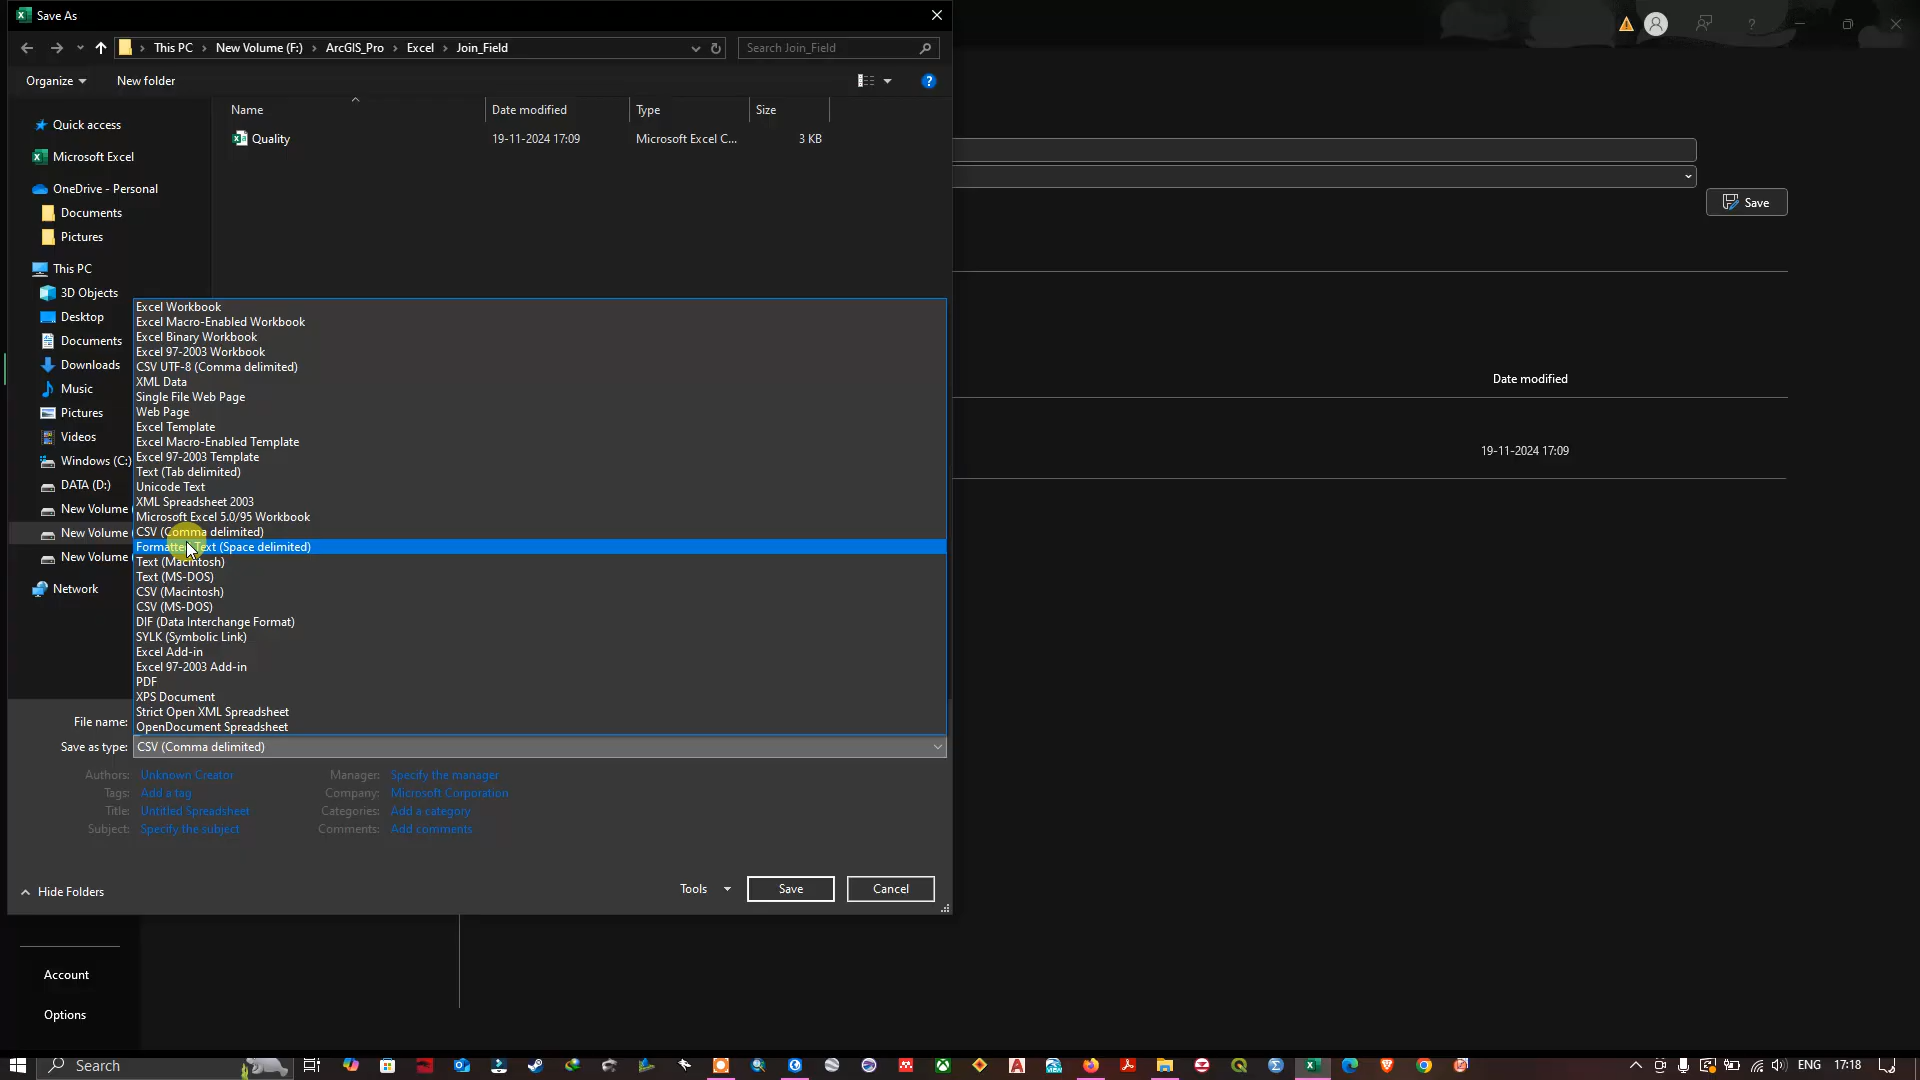 Save As
This PC > New Volume (F:) > ArcGIS_Pro > Excel > Join_Field
Search Join_Field
Organize
New folder
Name
Date modified
Type
Size
Quality
19-11-2024 17:09
Microsoft Excel C...
3 KB
Quick access
Microsoft Excel
OneDrive - Personal
Documents
Pictures
This PC
3D Objects
Desktop
Documents
Downloads
Music
Pictures
Videos
Windows (C:)
DATA (D:)
New Volume
New Volume
New Volume
Network
Excel Workbook
Excel Macro-Enabled Workbook
Excel Binary Workbook
Excel 97-2003 Workbook
CSV UTF-8 (Comma delimited)
XML Data
Single File Web Page
Web Page
Excel Template
Excel Macro-Enabled Template
Excel 97-2003 Template
Text (Tab delimited)
Unicode Text
XML Spreadsheet 2003
Microsoft Excel 5.0/95 Workbook
CSV (Comma delimited)
Formatted Text (Space delimited)
Text (Macintosh)
Text (MS-DOS)
CSV (Macintosh)
CSV (MS-DOS)
DIF (Data Interchange Format)
SYLK (Symbolic Link)
Excel Add-in
Excel 97-2003 Add-in
PDF
XPS Document
Strict Open XML Spreadsheet
OpenDocument Spreadsheet
File name:
Save as type: CSV (Comma delimited)
Authors: Unknown Creator
Tags: Add a tag
Title: Untitled Spreadsheet
Subject: Specify the subject
Manager: Specify the manager
Company: Microsoft Corporation
Categories: Add a category
Comments: Add comments
Hide Folders
Tools
Save
Cancel
Save
Date modified
19-11-2024 17:09
Account
Options
Search
ENG
17:18